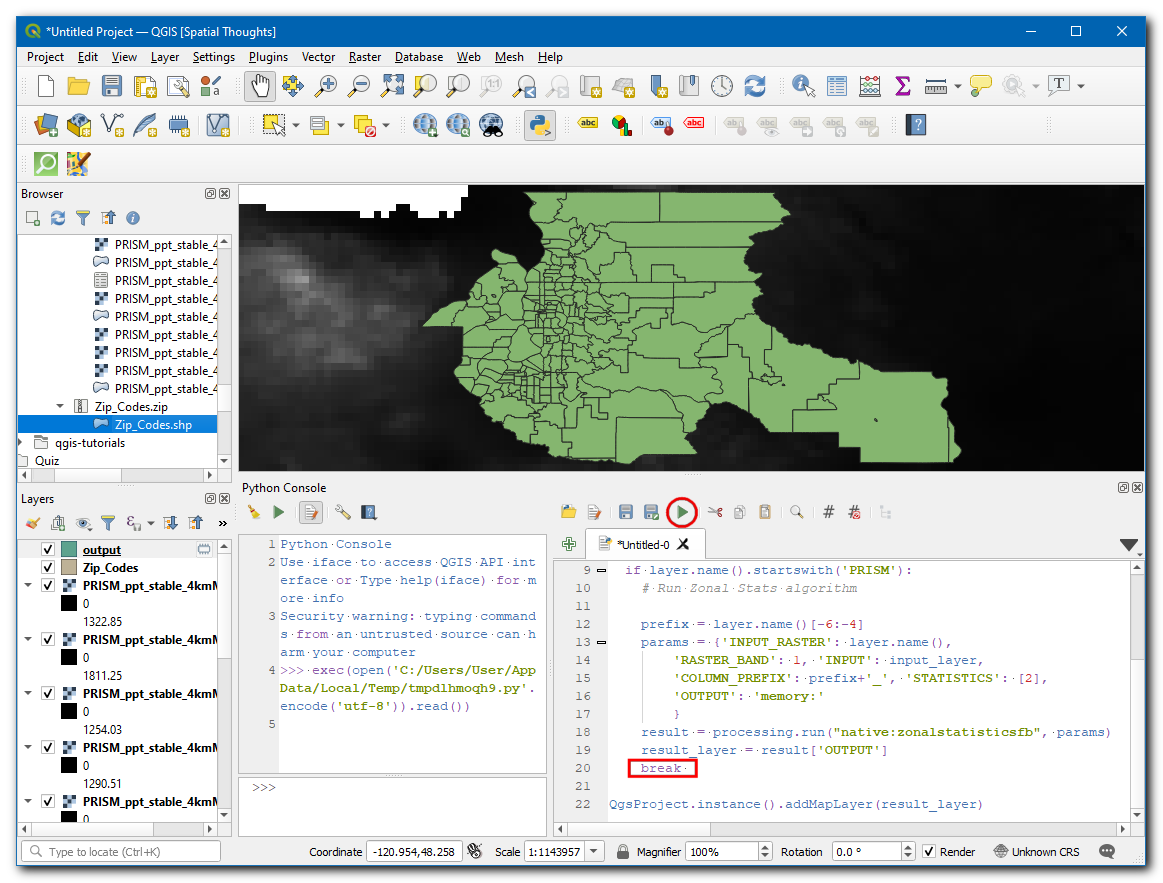 *Untitled Project — QGIS [Spatial Thoughts]
Project Edit View Layer Settings Plugins Vector Raster Database Web Mesh Help
Browser
PRISM_ppt_stable_4
PRISM_ppt_stable_4
PRISM_ppt_stable_4
PRISM_ppt_stable_4
PRISM_ppt_stable_4
PRISM_ppt_stable_4
PRISM_ppt_stable_4
PRISM_ppt_stable_4
PRISM_ppt_stable_4
Zip_Codes.zip
Zip_Codes.shp
qgis-tutorials
Quiz
Layers
output
Zip_Codes
PRISM_ppt_stable_4kmM
0
1322.85
PRISM_ppt_stable_4kmM
0
1811.25
PRISM_ppt_stable_4kmM
0
1254.03
PRISM_ppt_stable_4kmM
0
1290.51
PRISM_ppt_stable_4kmM
0
Python Console
1 Python Console
2 Use iface to access QGIS API int
erface or Type help(iface) for m
ore info
3 Security warning: typing command
s from an untrusted source can h
arm your computer
4 >>> exec(open('C:/Users/User/App
Data/Local/Temp/tmpdlhmoqh9.py'.
encode('utf-8')).read())
5
>>>
*Untitled-0
9 if layer.name().startswith('PRISM'):
10 # Run Zonal Stats algorithm
11
12 prefix = layer.name()[-6:-4]
13 params = {'INPUT_RASTER': layer.name(),
14 'RASTER_BAND': 1, 'INPUT': input_layer,
15 'COLUMN_PREFIX': prefix+'_', 'STATISTICS': [2],
16 'OUTPUT': 'memory:'
17 }
18 result = processing.run("native:zonalstatisticsfb", params)
19 result_layer = result['OUTPUT']
20 break
21
22 QgsProject.instance().addMapLayer(result_layer)
Type to locate (Ctrl+K) Coordinate -120.954,48.258 Scale 1:1143957 Magnifier 100% Rotation 0.0 ° Render Unknown CRS